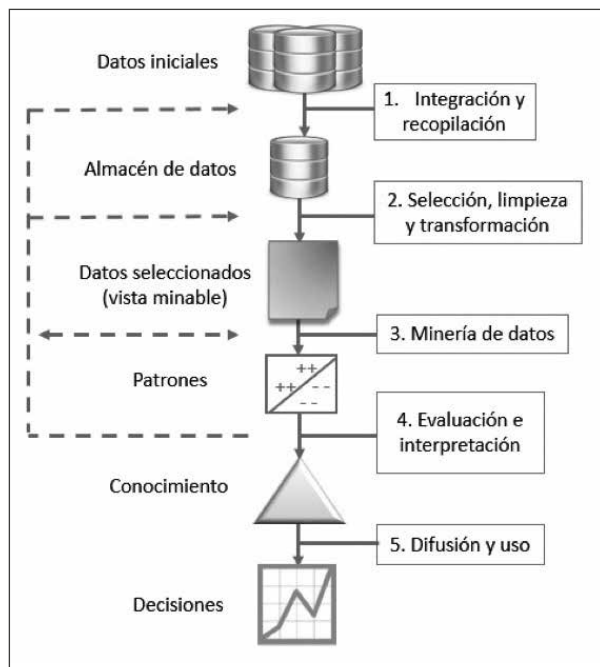 Datos iniciales
1. Integración y
recopilación
Almacén de datos
2. Selección, limpieza
y transformación
Datos seleccionados
(vista minable)
3. Minería de datos
++
++ --
--
Patrones
4. Evaluación e
interpretación
Conocimiento
5. Difusión y uso
Decisiones